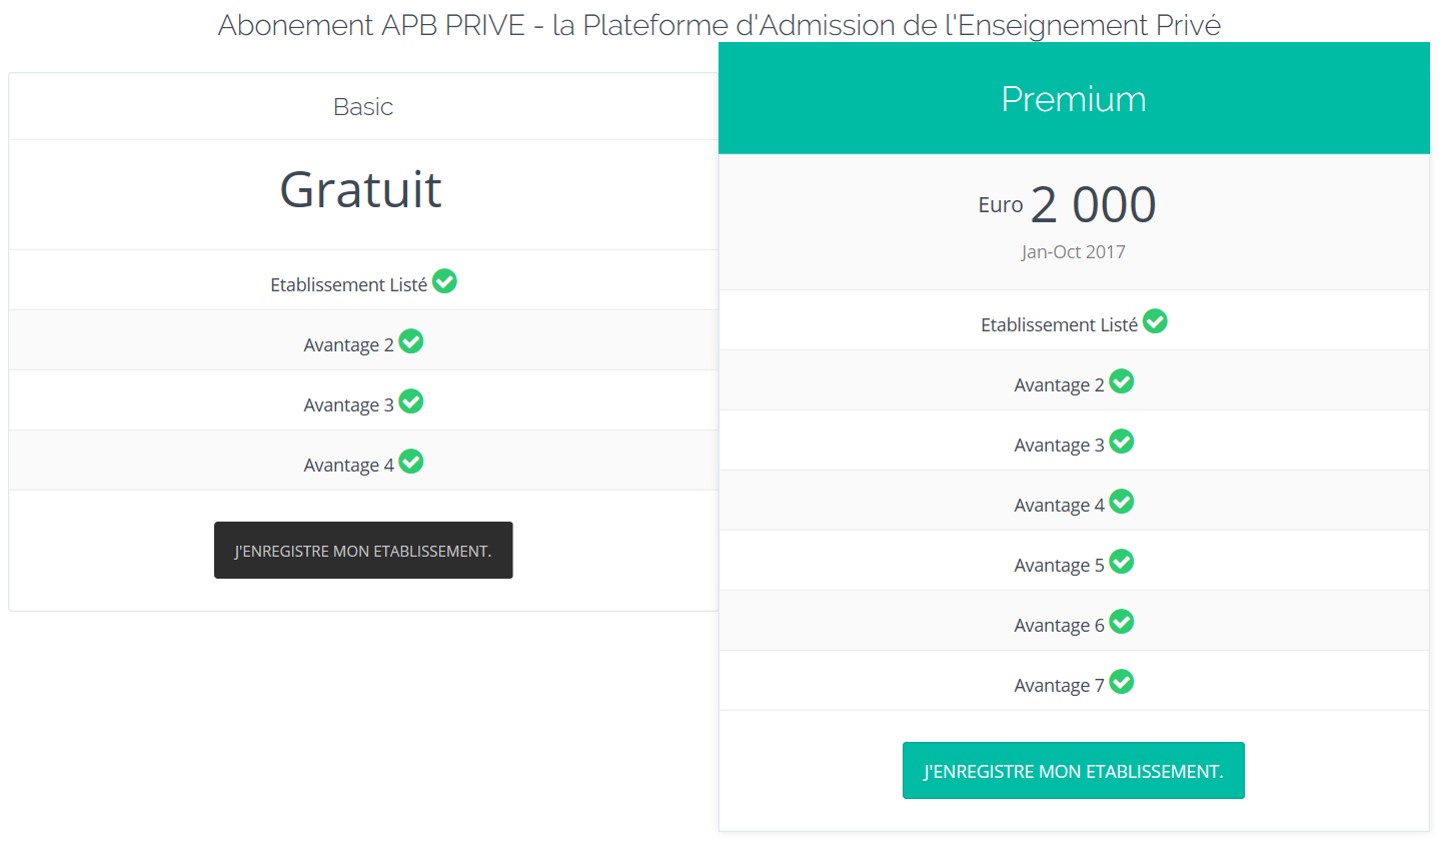 Abonement APB PRIVE - la Plateforme d'Admission de l'Enseignement Privé
Basic
Gratuit
Etablissement Listé
Avantage 2
Avantage 3
Avantage 4
J'ENREGISTRE MON ETABLISSEMENT.
Premium
Euro 2 000
Jan-Oct 2017
Etablissement Listé
Avantage 2
Avantage 3
Avantage 4
Avantage 5
Avantage 6
Avantage 7
J'ENREGISTRE MON ETABLISSEMENT.